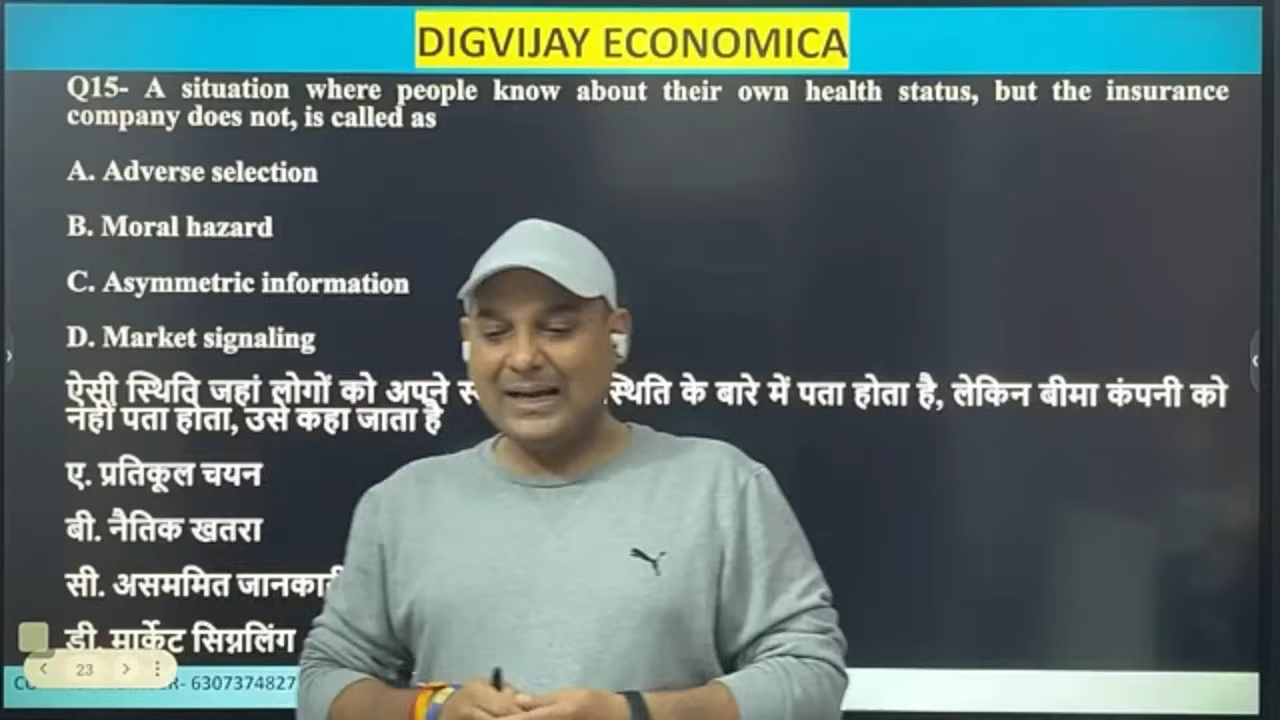 DIGVIJAY ECONOMICA
Q15- A situation where people know about their own health status, but the insurance
company does not, is called as
A. Adverse selection
B. Moral hazard
C. Asymmetric information
D. Market signaling
ऐसी स्थिति जहां लोगों को अपने स्थिति के बारे में पता होता है, लेकिन बीमा कंपनी को
नहीं पता होता, उसे कहा जाता है
ए. प्रतिकूल चयन
बी. नैतिक खतरा
सी. असममित जानकारी
डी. मार्केट सिग्नलिंग
23
6307374827